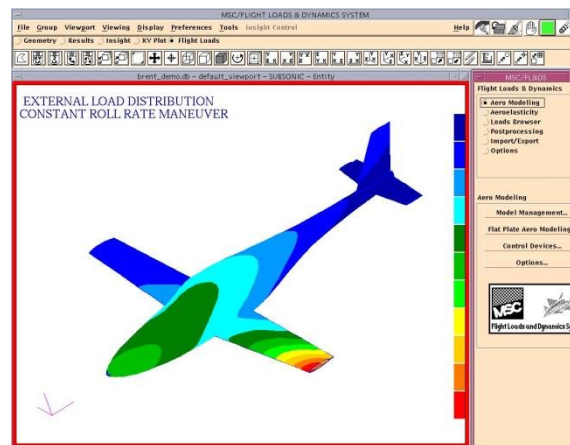 MSC/FLIGHT LOADS & DYNAMICS SYSTEM
File Group Viewport Viewing Display Preferences Tools Insight Control Help
Geometry Results Insight XY Plot Flight Loads
brent_demo.db - default_viewport - SUBSONIC - Entity
EXTERNAL LOAD DISTRIBUTION
CONSTANT ROLL RATE MANEUVER
MSC/FL&DS
Flight Loads & Dynamics
Aero Modeling
Aeroelasticity
Loads Browser
Postprocessing
Import/Export
Options
Aero Modeling
Model Management...
Flat Plate Aero Modeling
Control Devices...
Options...
MSC
Flight Loads and Dynamics S